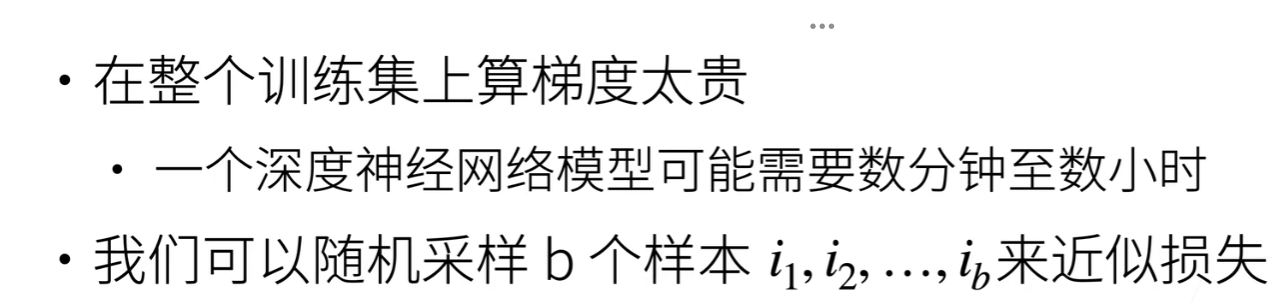 • 在整个训练集上算梯度太贵
• 一个深度神经网络模型可能需要数分钟至数小时
• 我们可以随机采样 b 个样本 i₁, i₂, …, i_b 来近似损失